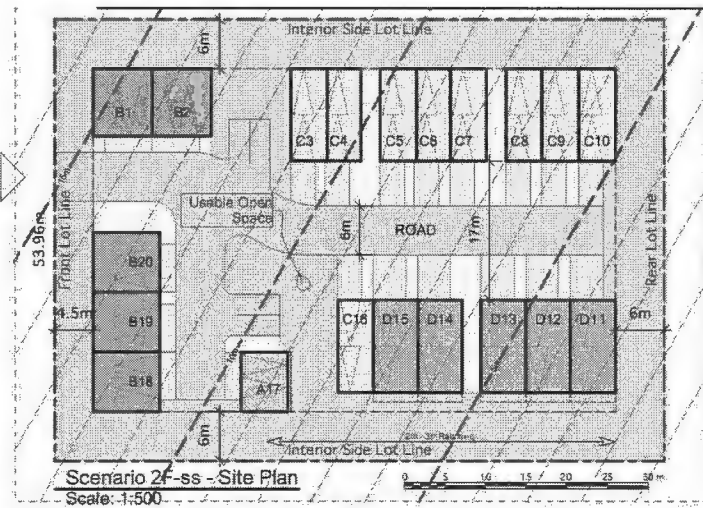 6m
Interior Side Lot Line
B1
B2
C3
C4
C5
C6
C7
C8
C9
C10
Usable Open
Space
6m
ROAD
17m
53.96m
Front Lot Line
Rear Lot Line
B20
B19
B18
4.5m
6m
C16
D15
D14
D13
D12
D11
A17
6m
Interior Side Lot Line
Scenario 2F-ss - Site Plan
Scale: 1:500
0
5
10
15
20
25
30 m